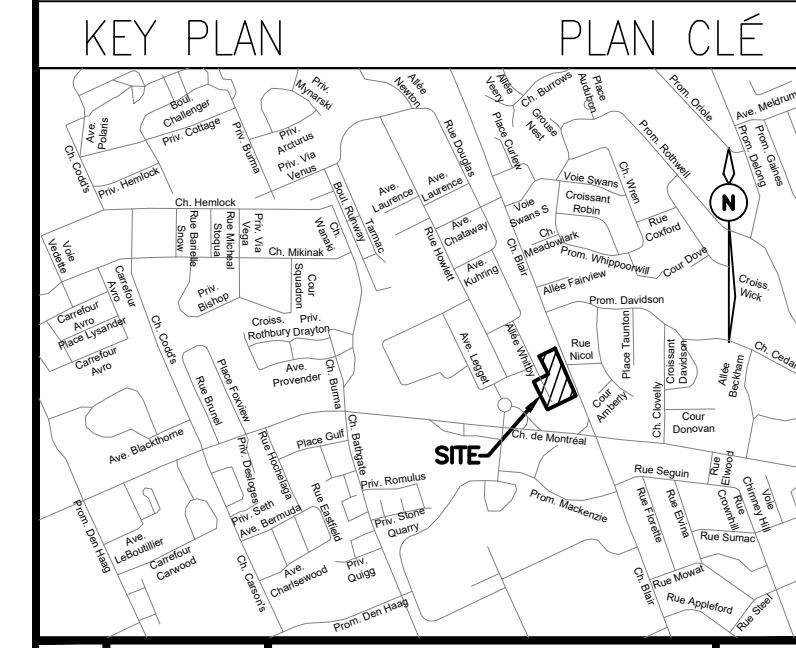 KEY PLAN
PLAN CLÉ
Ave.
Polaris
Boul.
Challenger
Priv. Cottage
Priv. Burma
Priv.
Mynarski
Allée
Newton
Allée
Veery
Ch. Burrows
Place
Audubon
Grouse
Nest
Prom. Oriole
Ave. Meldrum
Prom. Delong
Prom. Gaines
Ch. Codd's
Priv. Hemlock
Priv.
Arcturus
Priv. Via
Venus
Rue Douglas
Place Curlew
Prom. Rothwell
Ch. Hemlock
Boul. Runway
Tarmac
Ave.
Laurence
Ave.
Laurence
Voie Swans
Croissant
Robin
Ch. Wren
N
Voie
Vedette
Rue Barielle
Snow
Rue Micheal
Stoqua
Priv. Via
Vega
Ch.
Wanaki
Ch. Mikinak
Rue Howlett
Ave.
Chataway
Ave.
Kuhring
Voie
Swans S
Ch.
Meadowlark
Ch. Blair
Rue
Coxford
Prom. Whippoorwill
Cour Dove
Allée Fairview
Croiss.
Wick
Carrefour
Avro
Carrefour
Avro
Place Lysander
Carrefour
Avro
Ch. Codd's
Priv.
Bishop
Cour
Squadron
Croiss.
Rothbury
Priv.
Drayton
Ave.
Provender
Ch. Burma
Prom. Davidson
Ave. Legget
Allée Whitby
Rue
Nicol
Place Taunton
Croissant
Davidson
Allée
Beckham
Ch. Cedar
Rue Brunel
Place Foxview
Cour
Amberly
Ch. Clovelly
Cour
Donovan
Ave. Blackthorne
Priv. Desloges
Rue Hochelaga
Place Gulf
Ch. Bathgate
SITE
Ch. de Montréal
Rue Seguin
Rue
Elwood
Priv. Romulus
Prom. Den Haag
Priv. Seth
Ave. Bermuda
Rue Eastfield
Priv. Stone
Quarry
Prom. Mackenzie
Rue Florette
Rue Elvina
Rue
Crownhill
Voie
Chimney Hill
Rue Sumac
Ave.
LeBoutillier
Carrefour
Carwood
Ch. Carson's
Ave.
Charlsewood
Priv.
Quigg
Prom. Den Haag
Ch. Blair
Rue Mowat
Rue Appleford
Rue Steel